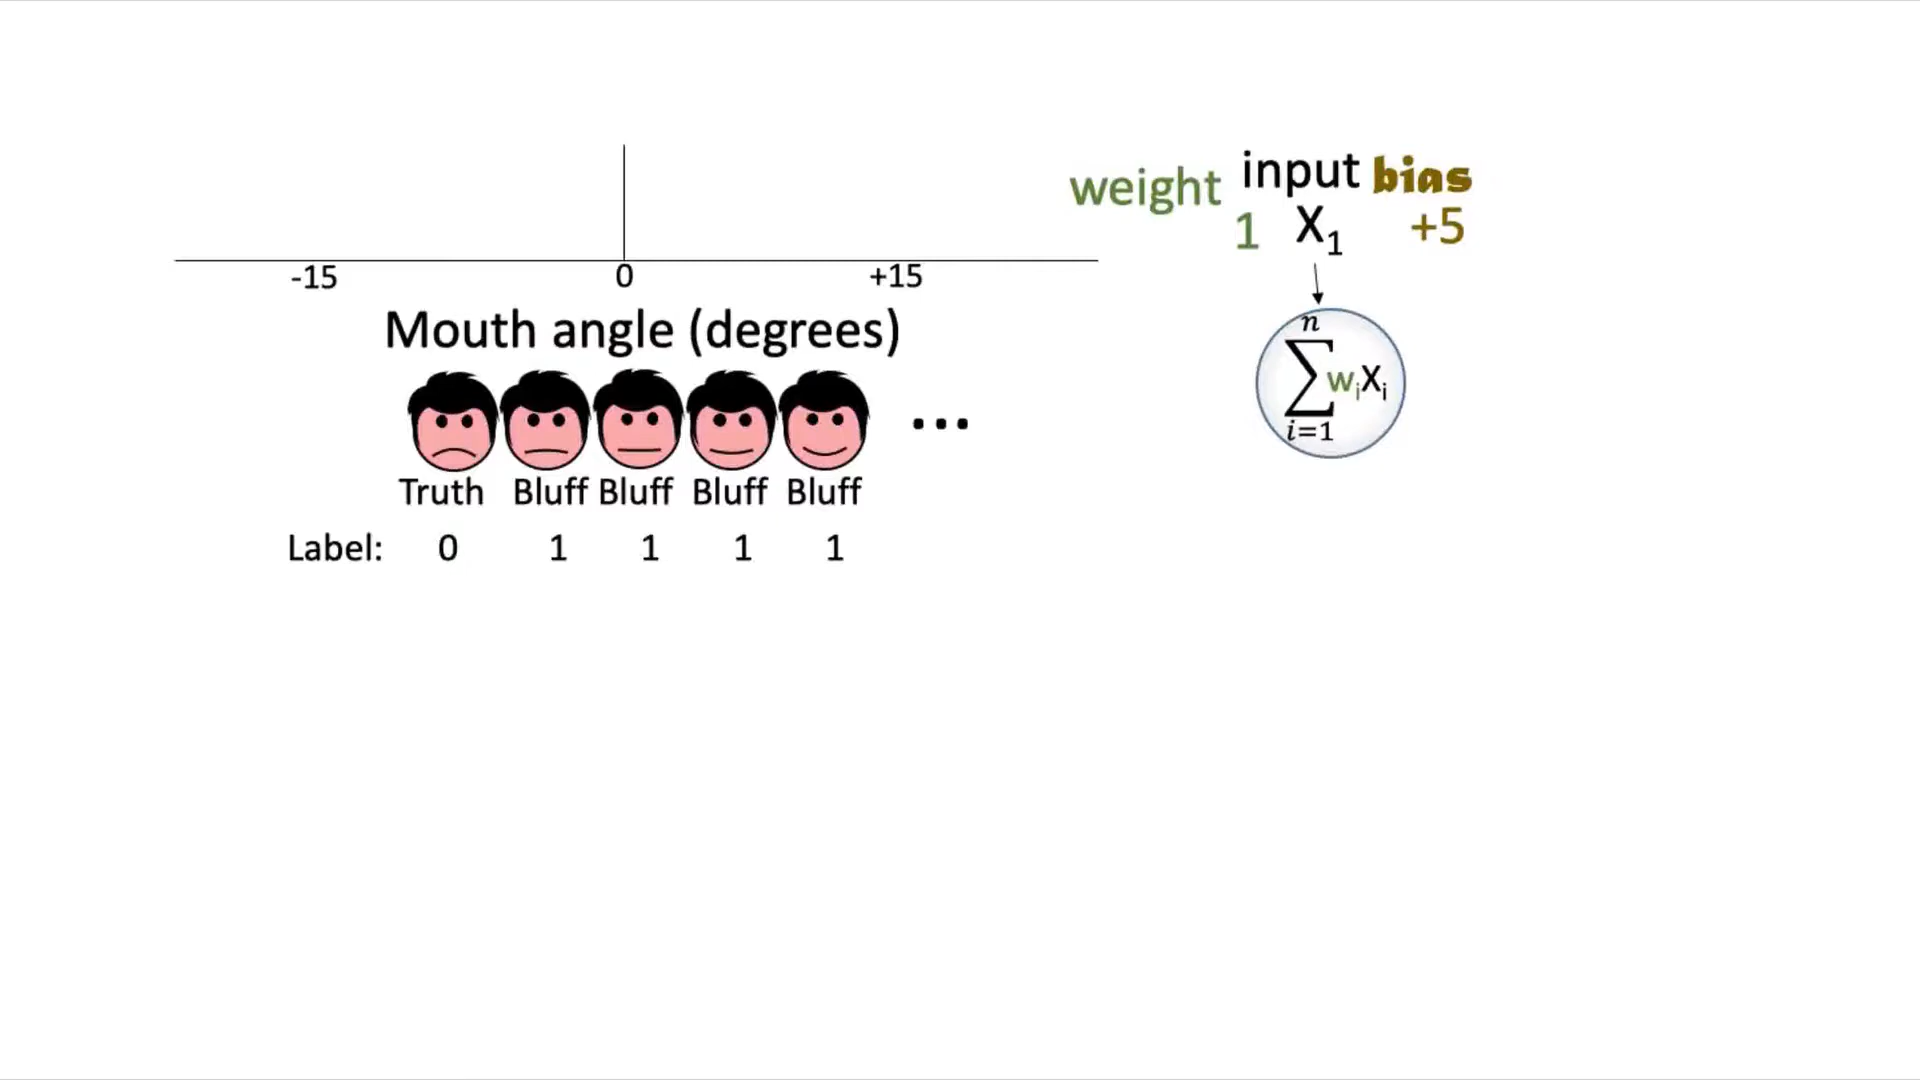 weight input bias
1 X₁ +5
-15 0 +15
Mouth angle (degrees)
n
∑ wᵢXᵢ
i=1
...
Truth Bluff Bluff Bluff Bluff
Label: 0 1 1 1 1